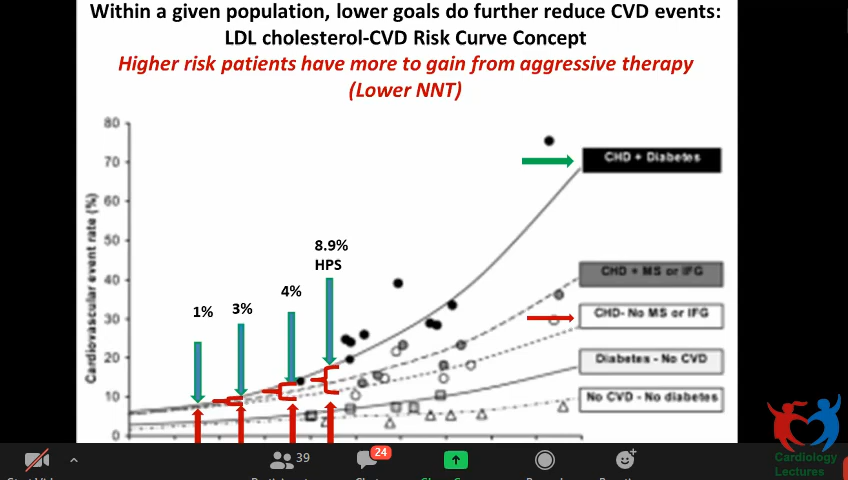 Within a given population, lower goals do further reduce CVD events:
LDL cholesterol-CVD Risk Curve Concept
Higher risk patients have more to gain from aggressive therapy
(Lower NNT)
80
70
60
50
40
30
20
10
0
Cardiovascular event rate (%)
1%
3%
4%
8.9%
HPS
CHD + Diabetes
CHD + MS or IFG
CHD- No MS or IFG
Diabetes - No CVD
No CVD - No diabetes
39
24
Cardiology
Lectures